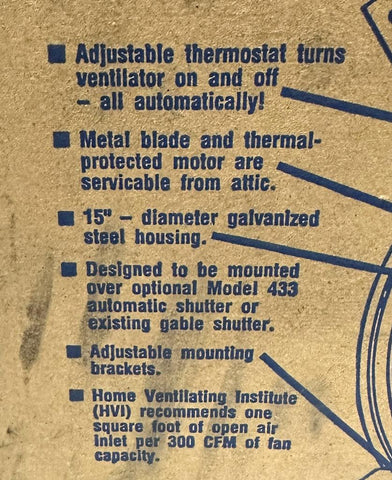 ■ Adjustable thermostat turns
ventilator on and off
– all automatically!
■ Metal blade and thermal-
protected motor are
servicable from attic.
■ 15" – diameter galvanized
steel housing.
■ Designed to be mounted
over optional Model 433
automatic shutter or
existing gable shutter.
■ Adjustable mounting
brackets.
■ Home Ventilating Institute
(HVI) recommends one
square foot of open air
inlet per 300 CFM of fan
capacity.